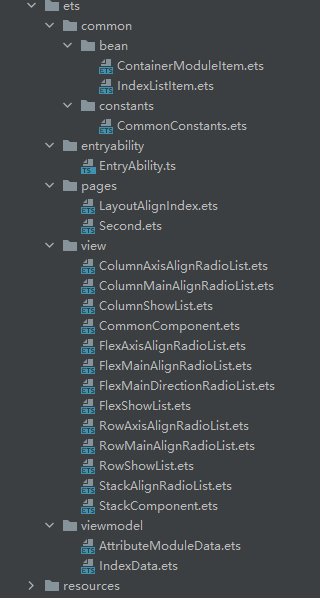 ets
common
bean
ContainerModuleItem.ets
IndexListItem.ets
constants
CommonConstants.ets
entryability
EntryAbility.ts
pages
LayoutAlignIndex.ets
Second.ets
view
ColumnAxisAlignRadioList.ets
ColumnMainAlignRadioList.ets
ColumnShowList.ets
CommonComponent.ets
FlexAxisAlignRadioList.ets
FlexMainAlignRadioList.ets
FlexMainDirectionRadioList.ets
FlexShowList.ets
RowAxisAlignRadioList.ets
RowMainAlignRadioList.ets
RowShowList.ets
StackAlignRadioList.ets
StackComponent.ets
viewmodel
AttributeModuleData.ets
IndexData.ets
resources